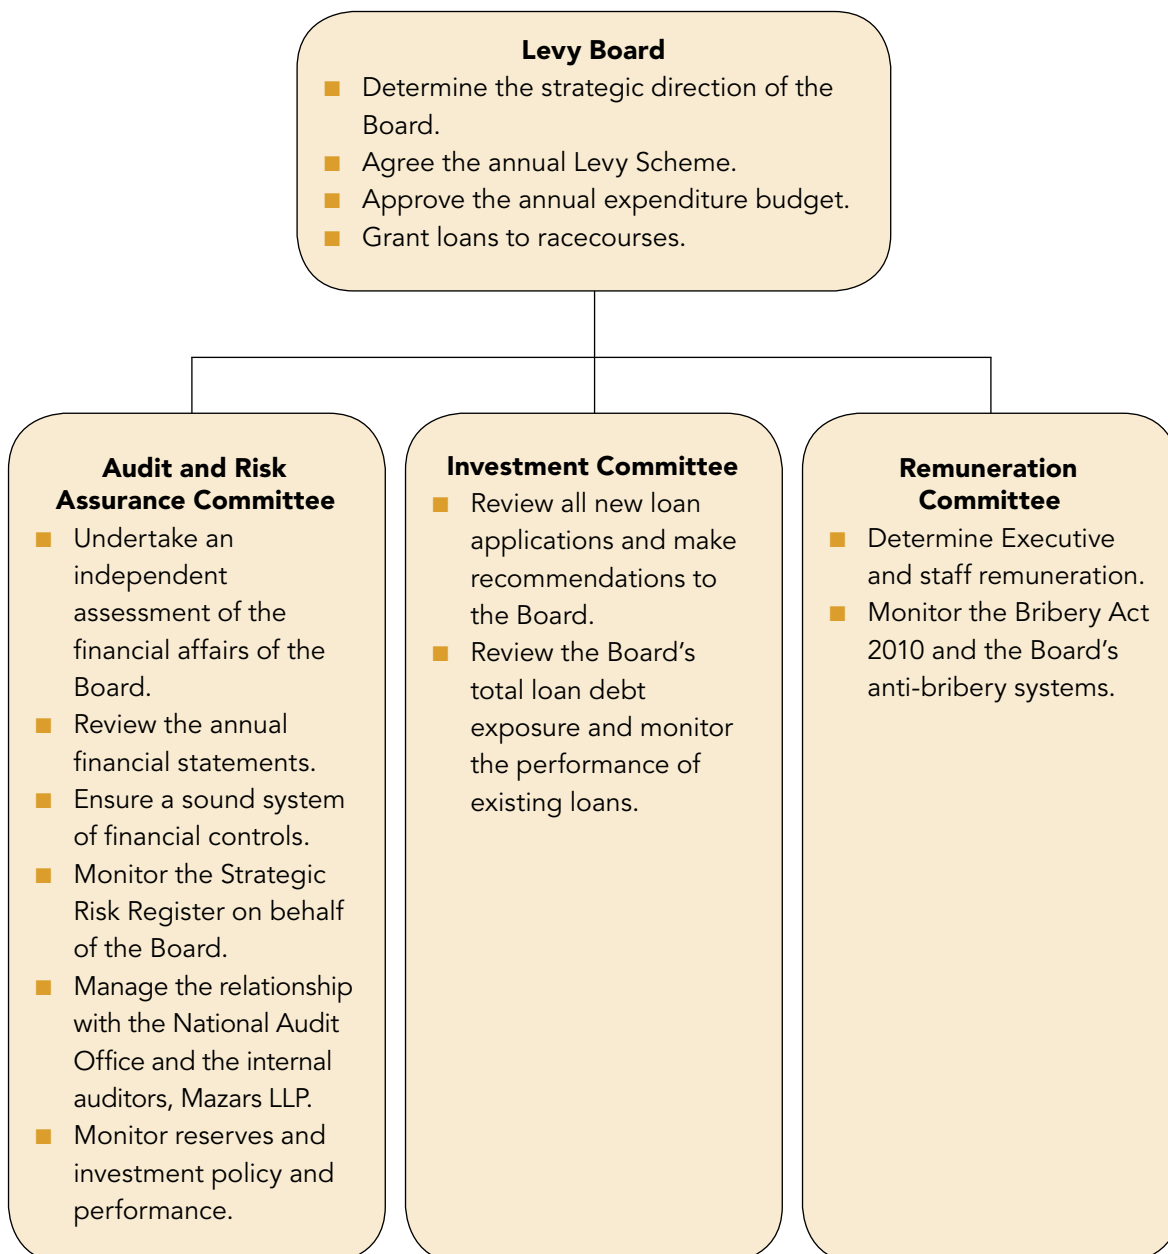 Levy Board
■ Determine the strategic direction of the
Board.
■ Agree the annual Levy Scheme.
■ Approve the annual expenditure budget.
■ Grant loans to racecourses.
Audit and Risk
Assurance Committee
■ Undertake an
independent
assessment of the
financial affairs of the
Board.
■ Review the annual
financial statements.
■ Ensure a sound system
of financial controls.
■ Monitor the Strategic
Risk Register on behalf
of the Board.
■ Manage the relationship
with the National Audit
Office and the internal
auditors, Mazars LLP.
■ Monitor reserves and
investment policy and
performance.
Investment Committee
■ Review all new loan
applications and make
recommendations to
the Board.
■ Review the Board’s
total loan debt
exposure and monitor
the performance of
existing loans.
Remuneration
Committee
■ Determine Executive
and staff remuneration.
■ Monitor the Bribery Act
2010 and the Board’s
anti-bribery systems.